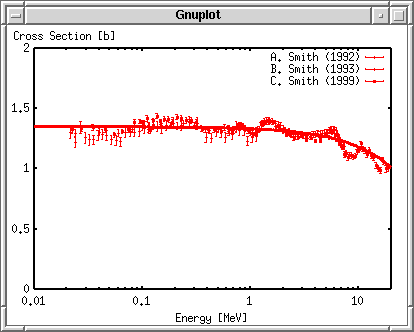 Gnuplot
Cross Section [b]
2
A. Smith (1992)
B. Smith (1993)
C. Smith (1999)
1.5
1
0.5
0
0.01 0.1 1 10
Energy [MeV]